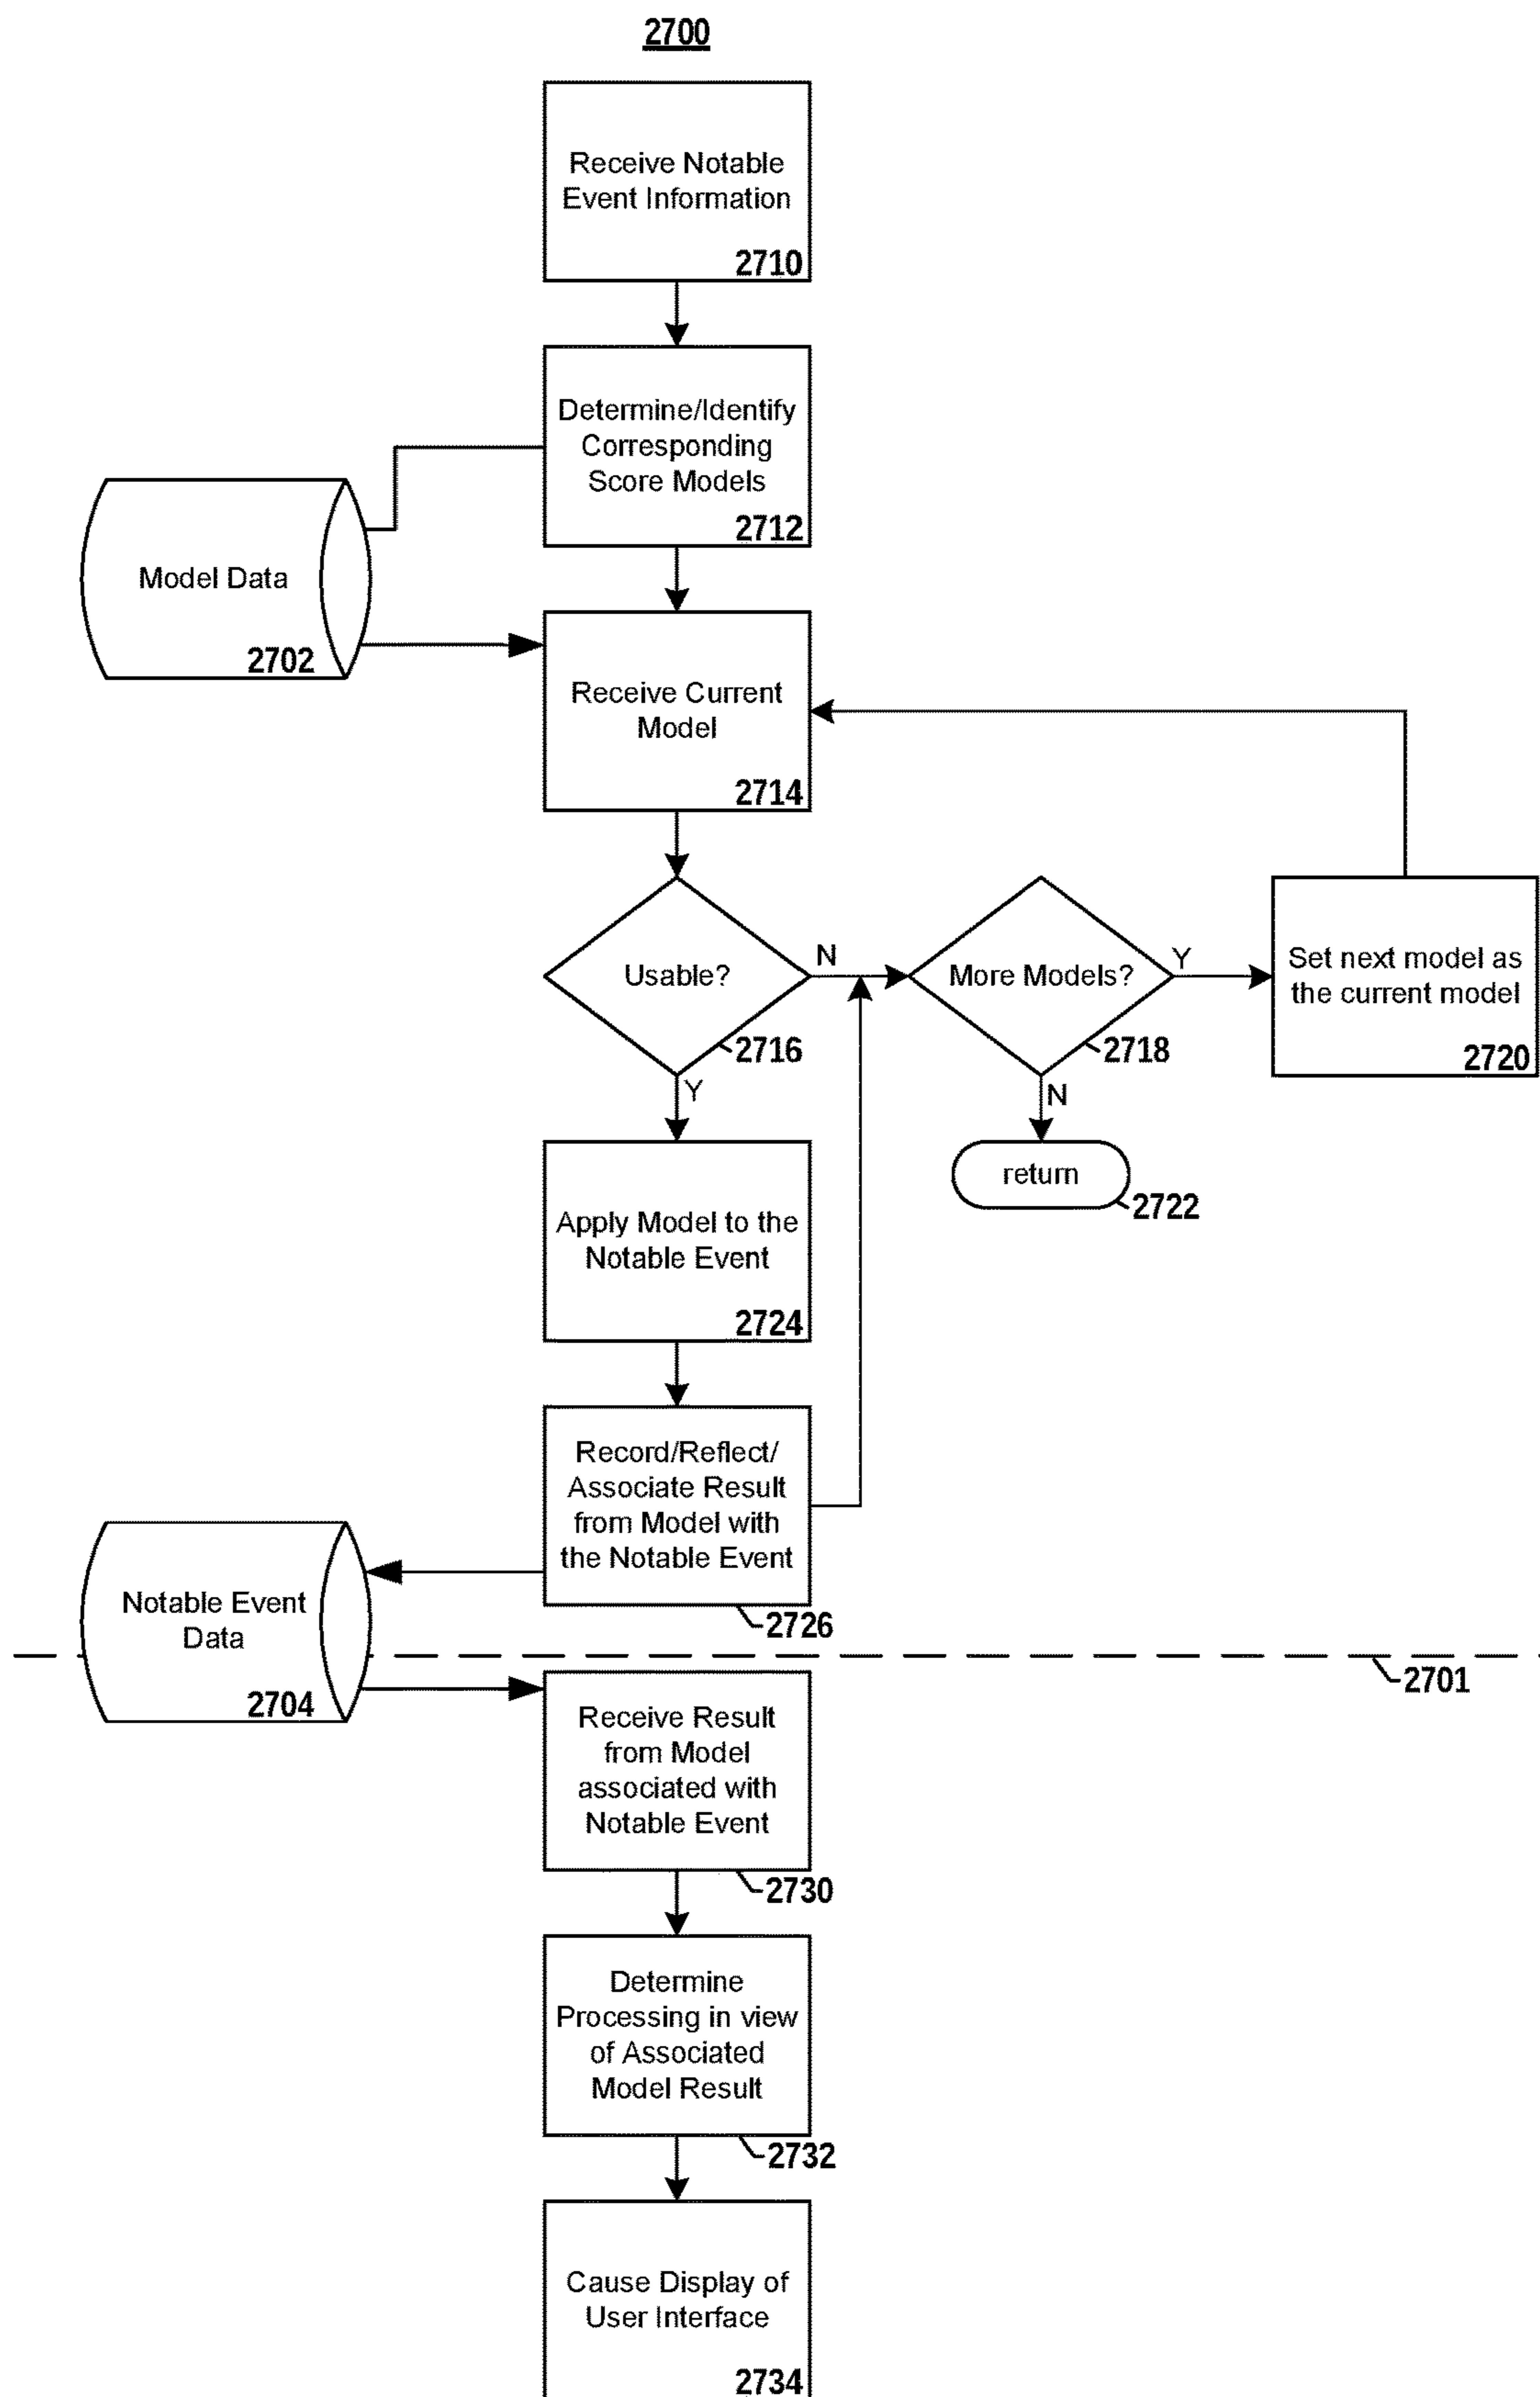 2700
Receive Notable
Event Information
2710
Determine/Identify
Corresponding
Score Models
2712
Model Data
2702
Receive Current
Model
2714
Usable?
N
2716
Y
More Models?
Y
2718
N
Set next model as
the current model
2720
return
2722
Apply Model to the
Notable Event
2724
Record/Reflect/
Associate Result
from Model with
the Notable Event
2726
Notable Event
Data
2704
2701
Receive Result
from Model
associated with
Notable Event
2730
Determine
Processing in view
of Associated
Model Result
2732
Cause Display of
User Interface
2734